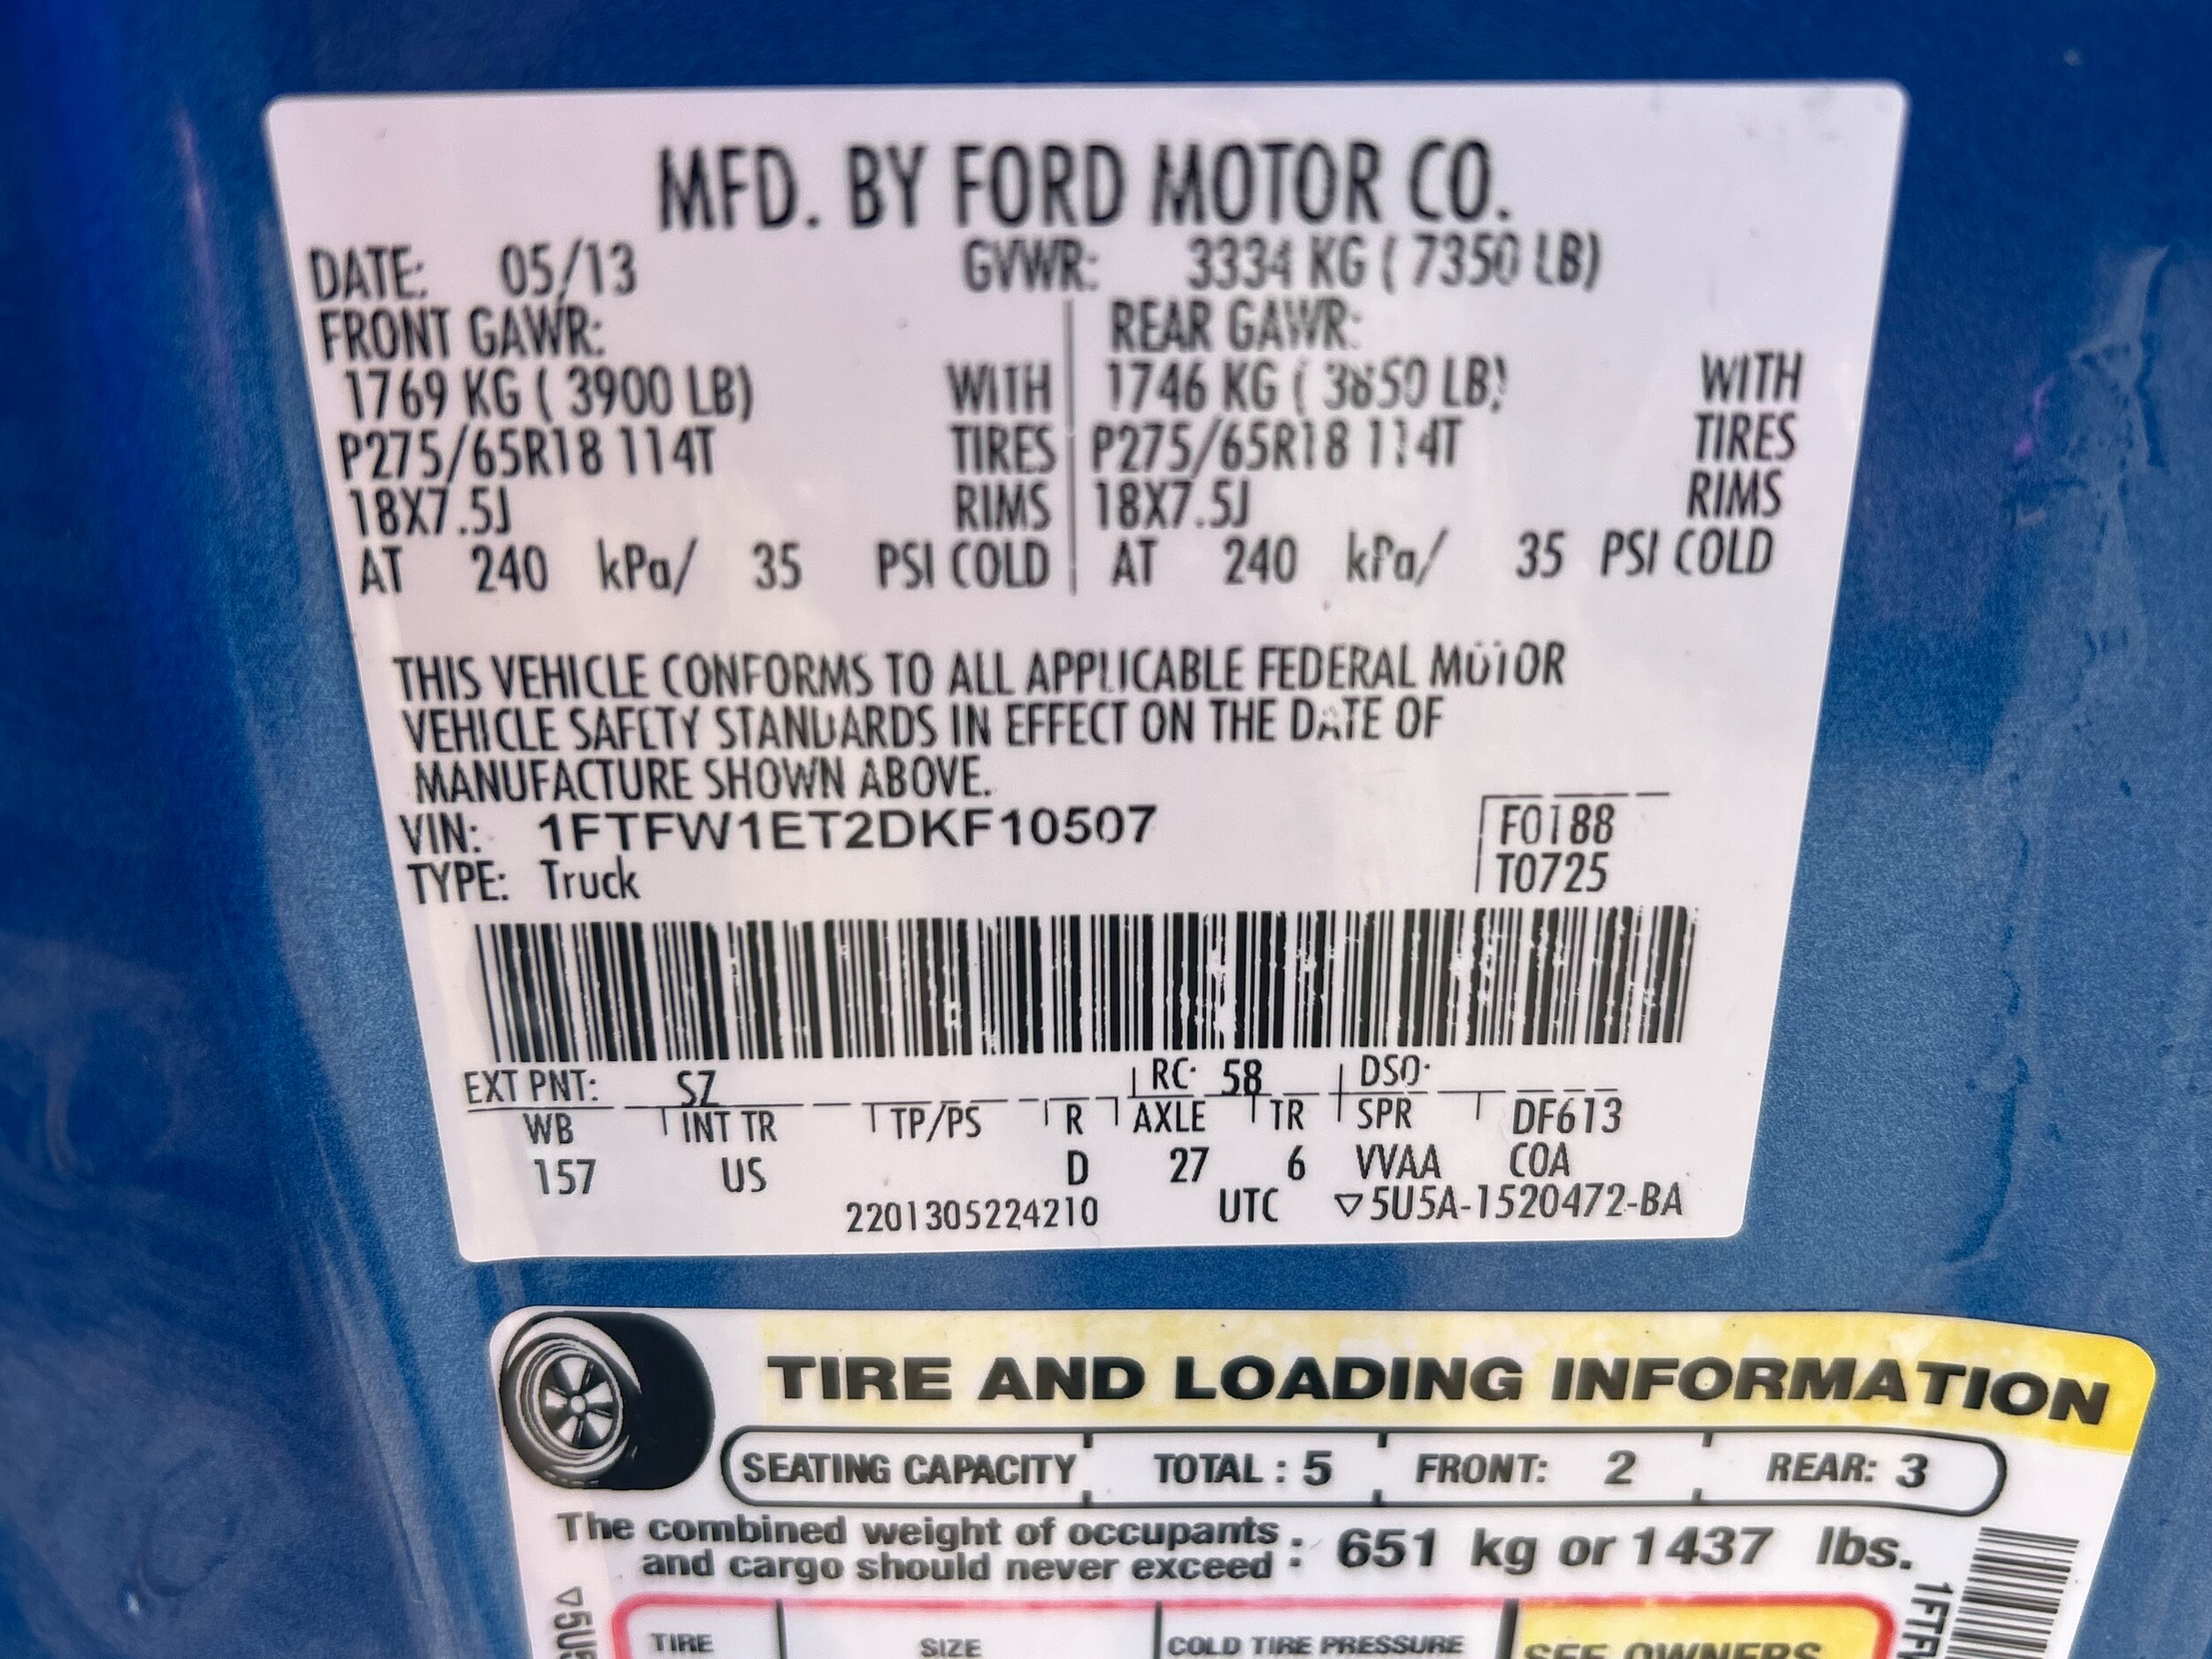 MFD. BY FORD MOTOR CO.
DATE: 05/13 GVWR: 3334 KG ( 7350 LB)
FRONT GAWR: REAR GAWR:
1769 KG ( 3900 LB) WITH 1746 KG ( 3850 LB) WITH
P275/65R18 114T TIRES P275/65R18 114T TIRES
18X7.5J RIMS 18X7.5J RIMS
AT 240 kPa/ 35 PSI COLD AT 240 kPa/ 35 PSI COLD
THIS VEHICLE CONFORMS TO ALL APPLICABLE FEDERAL MOTOR
VEHICLE SAFETY STANDARDS IN EFFECT ON THE DATE OF
MANUFACTURE SHOWN ABOVE.
VIN: 1FTFW1ET2DKF10507 F0188
TYPE: Truck T0725
EXT PNT: SZ RC: 58 DSO:
WB INT TR TP/PS R AXLE TR SPR DF613
157 US D 27 6 VVAA COA
2201305224210 UTC ▽5U5A-1520472-BA
TIRE AND LOADING INFORMATION
SEATING CAPACITY TOTAL : 5 FRONT: 2 REAR: 3
The combined weight of occupants
and cargo should never exceed : 651 kg or 1437 lbs.
TIRE SIZE COLD TIRE PRESSURE SEE OWNERS
▽5U5
1FTF